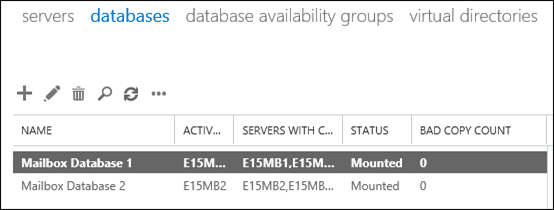 servers databases database availability groups virtual directories
NAME ACTIV... SERVERS WITH C... STATUS BAD COPY COUNT
Mailbox Database 1 E15M... E15MB1,E15M... Mounted 0
Mailbox Database 2 E15MB2 E15MB2,E15MB... Mounted 0